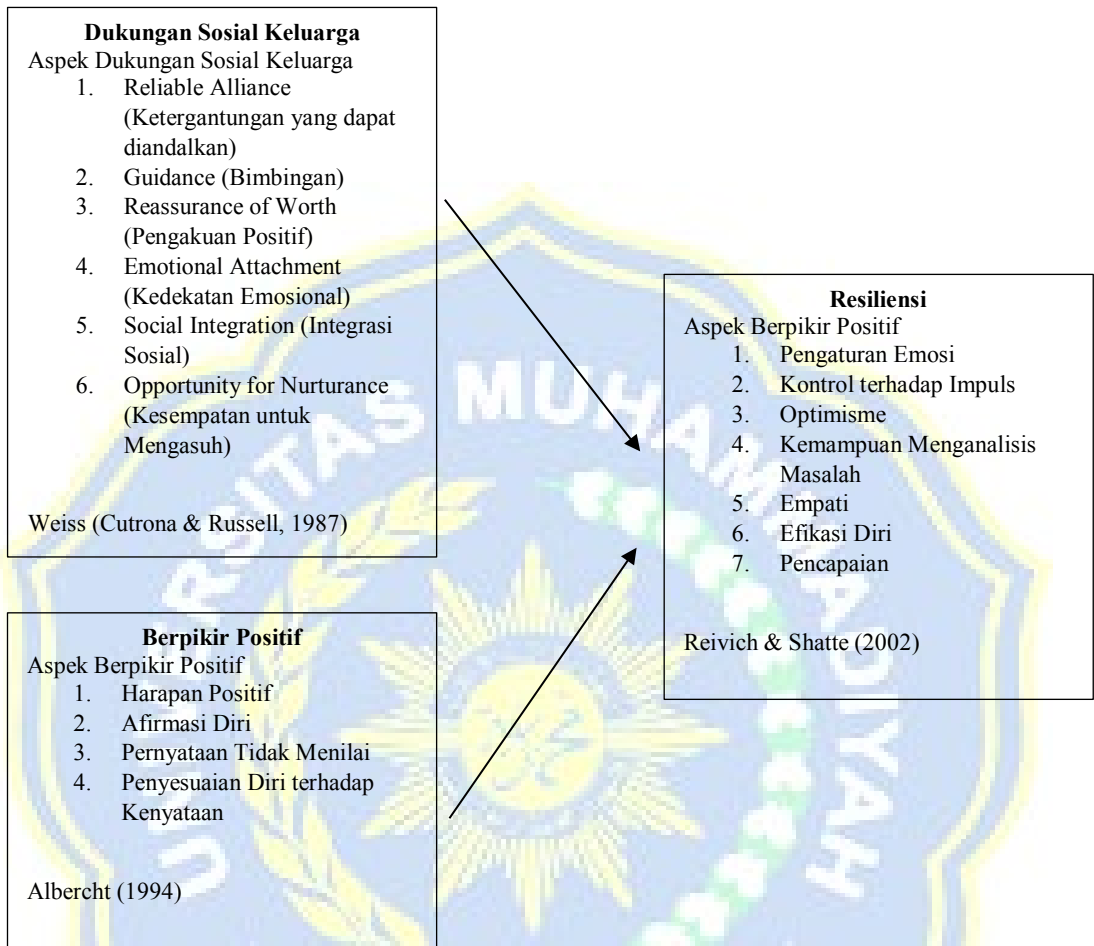 Dukungan Sosial Keluarga
Aspek Dukungan Sosial Keluarga
1. Reliable Alliance
(Ketergantungan yang dapat
diandalkan)
2. Guidance (Bimbingan)
3. Reassurance of Worth
(Pengakuan Positif)
4. Emotional Attachment
(Kedekatan Emosional)
5. Social Integration (Integrasi
Sosial)
6. Opportunity for Nurturance
(Kesempatan untuk
Mengasuh)
Weiss (Cutrona & Russell, 1987)
Berpikir Positif
Aspek Berpikir Positif
1. Harapan Positif
2. Afirmasi Diri
3. Pernyataan Tidak Menilai
4. Penyesuaian Diri terhadap
Kenyataan
Albercht (1994)
Resiliensi
Aspek Berpikir Positif
1. Pengaturan Emosi
2. Kontrol terhadap Impuls
3. Optimisme
4. Kemampuan Menganalisis
Masalah
5. Empati
6. Efikasi Diri
7. Pencapaian
Reivich & Shatte (2002)
UNIVERSITAS MUHAMMADIYAH